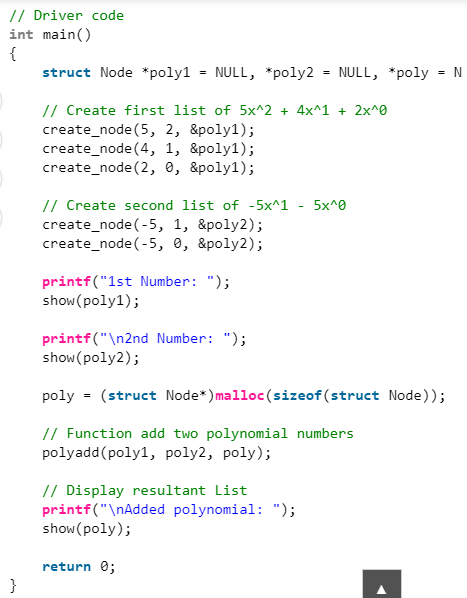 // Driver code
int main()
{
    struct Node *poly1 = NULL, *poly2 = NULL, *poly = N

    // Create first list of 5x^2 + 4x^1 + 2x^0
    create_node(5, 2, &poly1);
    create_node(4, 1, &poly1);
    create_node(2, 0, &poly1);

    // Create second list of -5x^1 - 5x^0
    create_node(-5, 1, &poly2);
    create_node(-5, 0, &poly2);

    printf("1st Number: ");
    show(poly1);

    printf("\n2nd Number: ");
    show(poly2);

    poly = (struct Node*)malloc(sizeof(struct Node));

    // Function add two polynomial numbers
    polyadd(poly1, poly2, poly);

    // Display resultant List
    printf("\nAdded polynomial: ");
    show(poly);

    return 0;
}